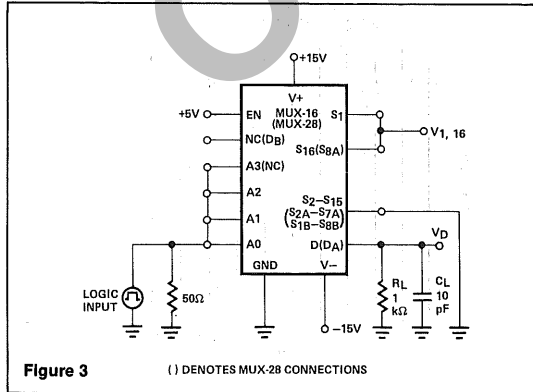 +15V
V+
+5V
EN
MUX-16
(MUX-28)
S1
NC(DB)
S16(S8A)
V1, 16
A3(NC)
A2
S2–S15
(S2A–S7A)
(S1B–S8B)
A1
A0
D(DA)
VD
GND
V–
LOGIC
INPUT
50Ω
RL
1
kΩ
CL
10
pF
–15V
Figure 3
( ) DENOTES MUX-28 CONNECTIONS